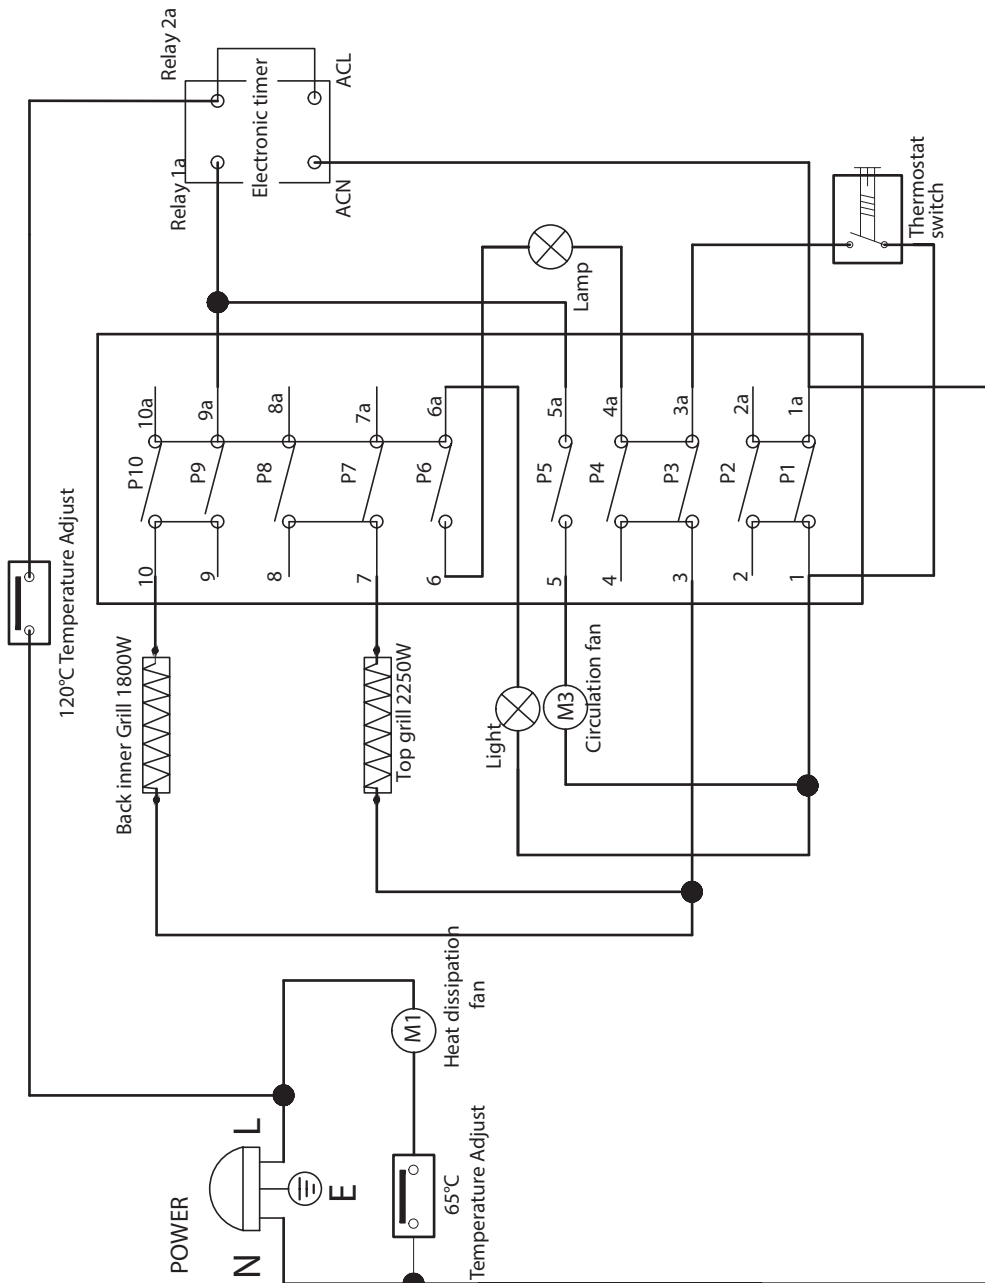 POWER
N
L
E
65℃
Temperature Adjust
M1
Heat dissipation
fan
120℃ Temperature Adjust
Back inner Grill 1800W
Top grill 2250W
Light
M3
Circulation fan
10
9
8
7
6
5
4
3
2
1
P10
P9
P8
P7
P6
P5
P4
P3
P2
P1
10a
9a
8a
7a
6a
5a
4a
3a
2a
1a
Lamp
Relay 1a
Relay 2a
Electronic timer
ACN
ACL
Thermostat
switch